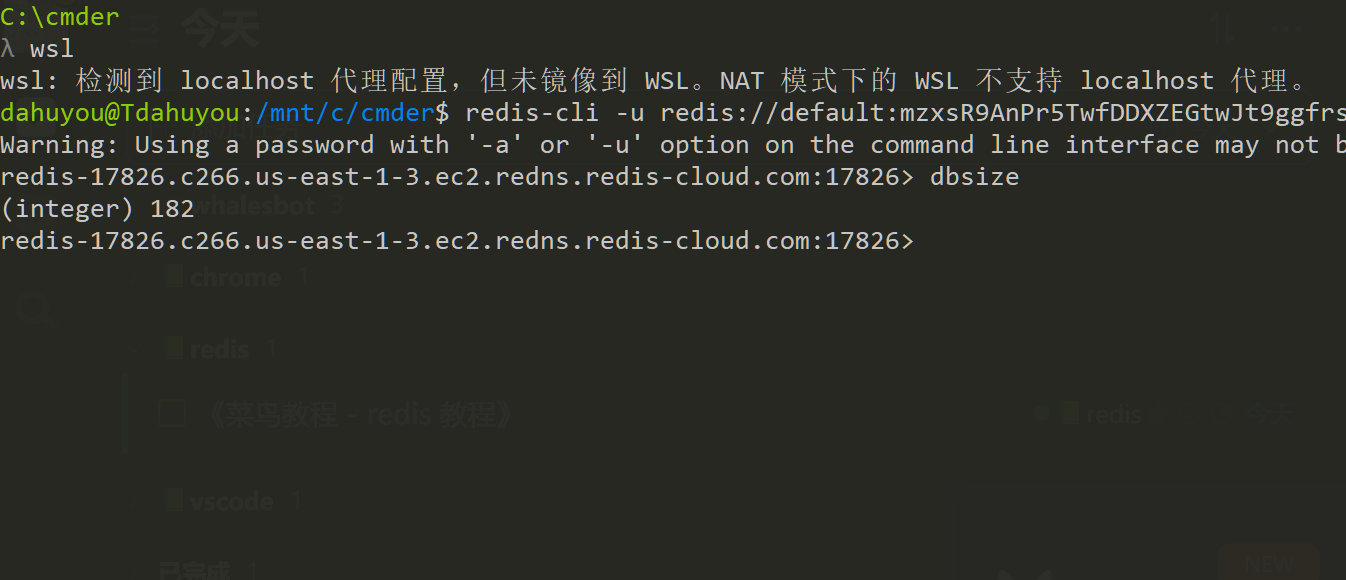 C:\cmder
λ wsl
wsl: 检测到 localhost 代理配置，但未镜像到 WSL。NAT 模式下的 WSL 不支持 localhost 代理。
dahuyou@Tdahuyou:/mnt/c/cmder$ redis-cli -u redis://default:mzxsR9AnPr5TwfDDXZEGtwJt9ggfrs
Warning: Using a password with '-a' or '-u' option on the command line interface may not b
redis-17826.c266.us-east-1-3.ec2.redns.redis-cloud.com:17826> dbsize
(integer) 182
redis-17826.c266.us-east-1-3.ec2.redns.redis-cloud.com:17826>
今天
whalesbot 3
chrome 1
redis 1
《菜鸟教程 - redis 教程》
redis
今天
vscode 1
已完成 1
NEW